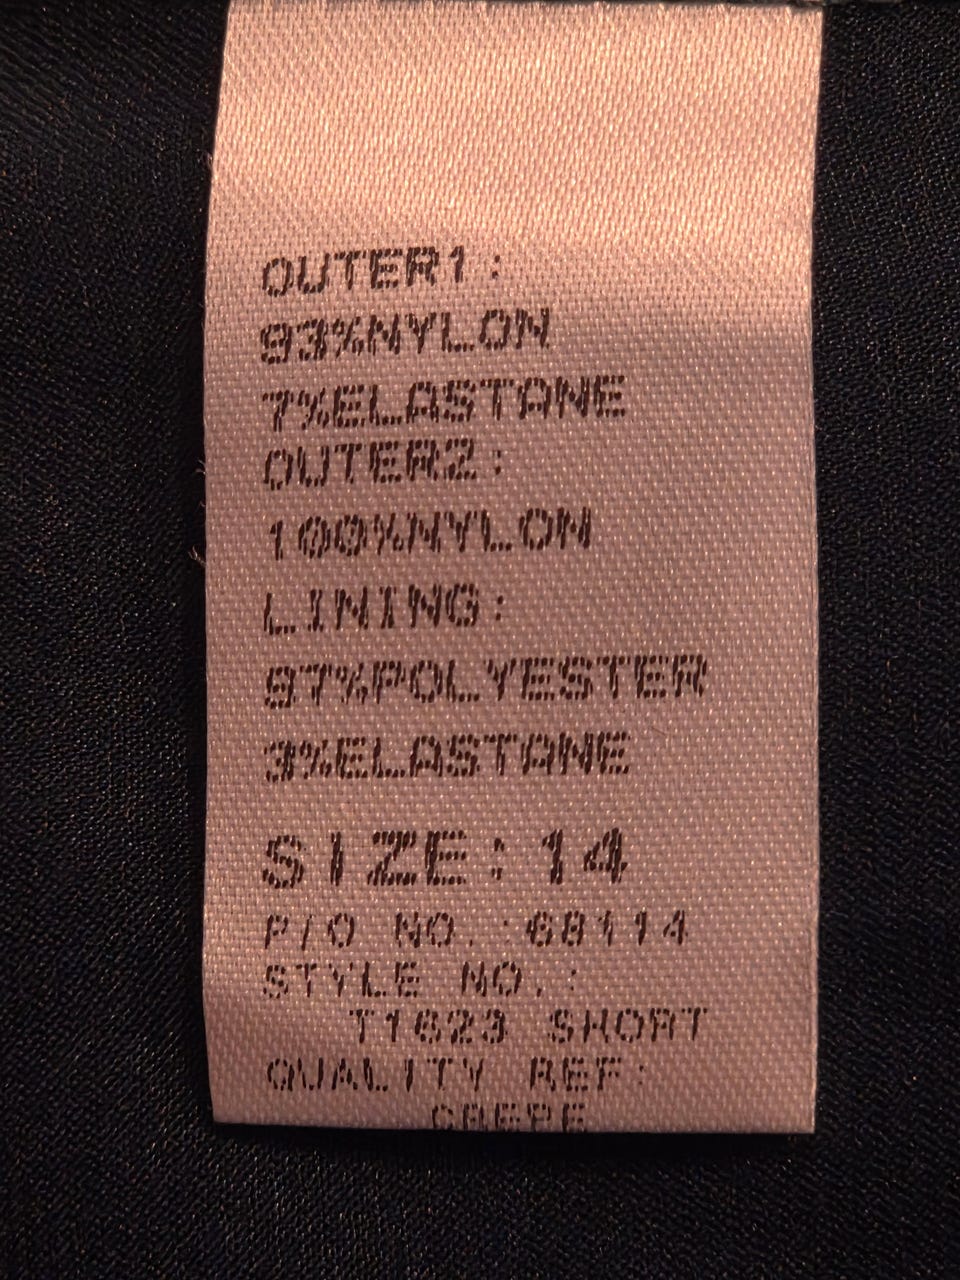 OUTER1:
93%NYLON
7%ELASTANE
OUTER2:
100%NYLON
LINING:
97%POLYESTER
3%ELASTANE
SIZE:14
P/O NO.:68114
STYLE NO.:
T1623 SHORT
QUALITY REF:
CREPE